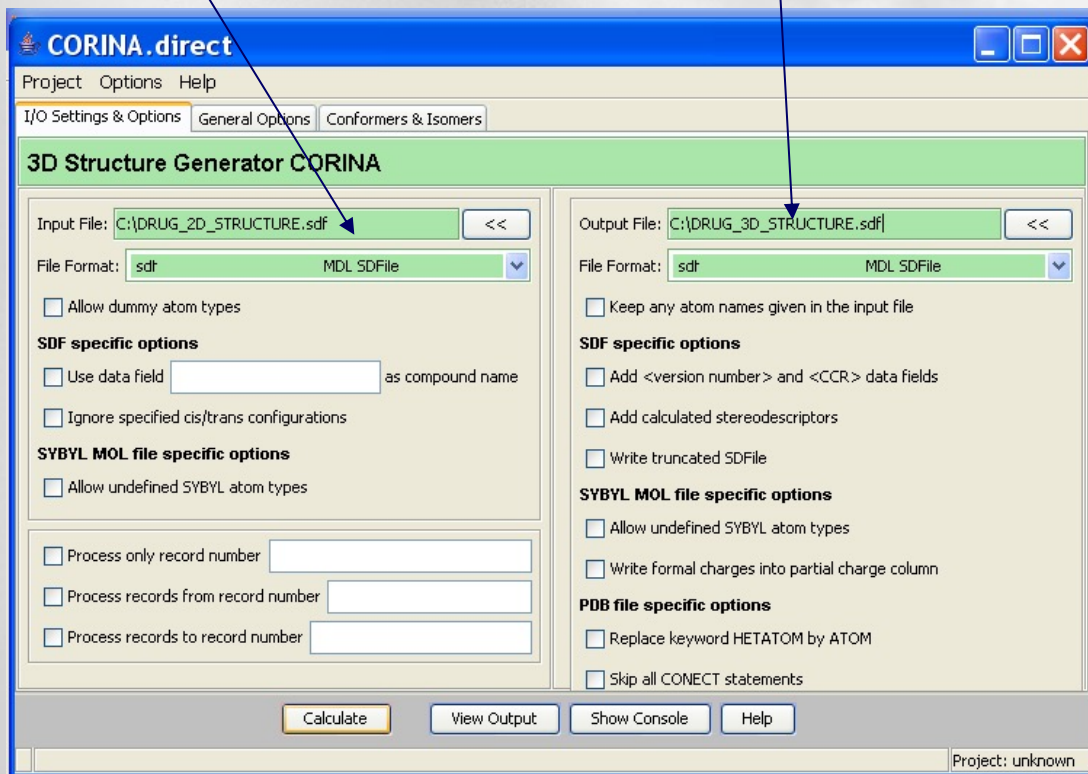 CORINA.direct
Project Options Help
I/O Settings & Options General Options Conformers & Isomers
3D Structure Generator CORINA
Input File: C:\DRUG_2D_STRUCTURE.sdf <<
File Format: sdf MDL SDFile
Allow dummy atom types
SDF specific options
Use data field as compound name
Ignore specified cis/trans configurations
SYBYL MOL file specific options
Allow undefined SYBYL atom types
Process only record number
Process records from record number
Process records to record number
Output File: C:\DRUG_3D_STRUCTURE.sdf <<
File Format: sdf MDL SDFile
Keep any atom names given in the input file
SDF specific options
Add <version number> and <CCR> data fields
Add calculated stereodescriptors
Write truncated SDFile
SYBYL MOL file specific options
Allow undefined SYBYL atom types
Write formal charges into partial charge column
PDB file specific options
Replace keyword HETATOM by ATOM
Skip all CONECT statements
Calculate View Output Show Console Help
Project: unknown